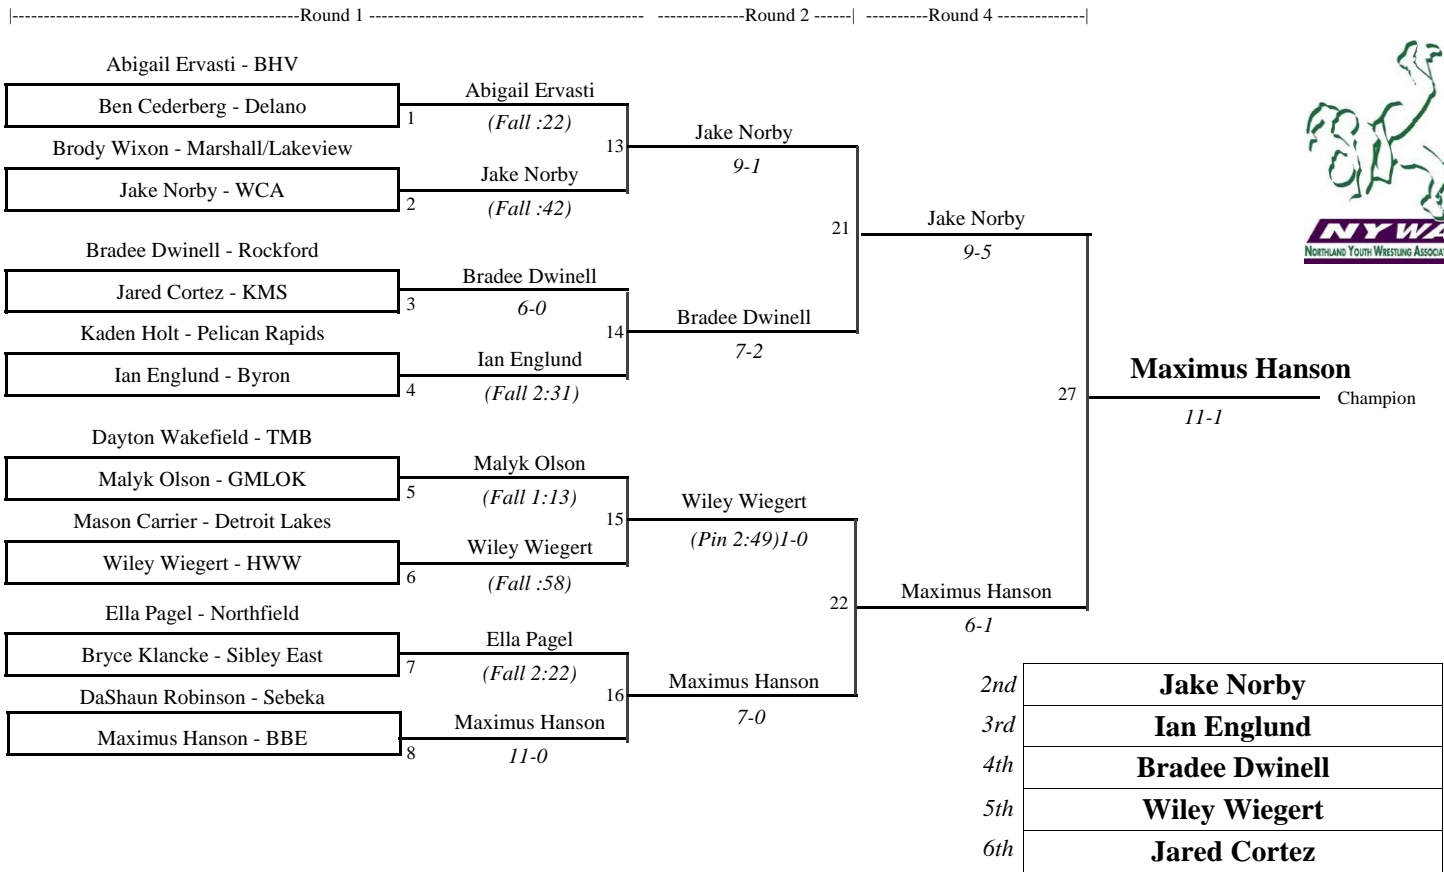 |----------------------------------------------Round 1 -------------------------------------------- --------------Round 2 ------| ----------Round 4 --------------|
Abigail Ervasti - BHV
Ben Cederberg - Delano
1
Abigail Ervasti
(Fall :22)
Brody Wixon - Marshall/Lakeview
Jake Norby - WCA
2
Jake Norby
(Fall :42)
13
Jake Norby
9-1
Bradee Dwinell - Rockford
Jared Cortez - KMS
3
Bradee Dwinell
6-0
Kaden Holt - Pelican Rapids
Ian Englund - Byron
4
Ian Englund
(Fall 2:31)
14
Bradee Dwinell
7-2
21
Jake Norby
9-5
Dayton Wakefield - TMB
Malyk Olson - GMLOK
5
Malyk Olson
(Fall 1:13)
Mason Carrier - Detroit Lakes
Wiley Wiegert - HWW
6
Wiley Wiegert
(Fall :58)
15
Wiley Wiegert
(Pin 2:49)1-0
Ella Pagel - Northfield
Bryce Klancke - Sibley East
7
Ella Pagel
(Fall 2:22)
DaShaun Robinson - Sebeka
Maximus Hanson - BBE
8
Maximus Hanson
11-0
16
Maximus Hanson
7-0
22
Maximus Hanson
6-1
27
Maximus Hanson
Champion
11-1
NYWA
NORTHLAND YOUTH WRESTLING
2nd Jake Norby
3rd Ian Englund
4th Bradee Dwinell
5th Wiley Wiegert
6th Jared Cortez